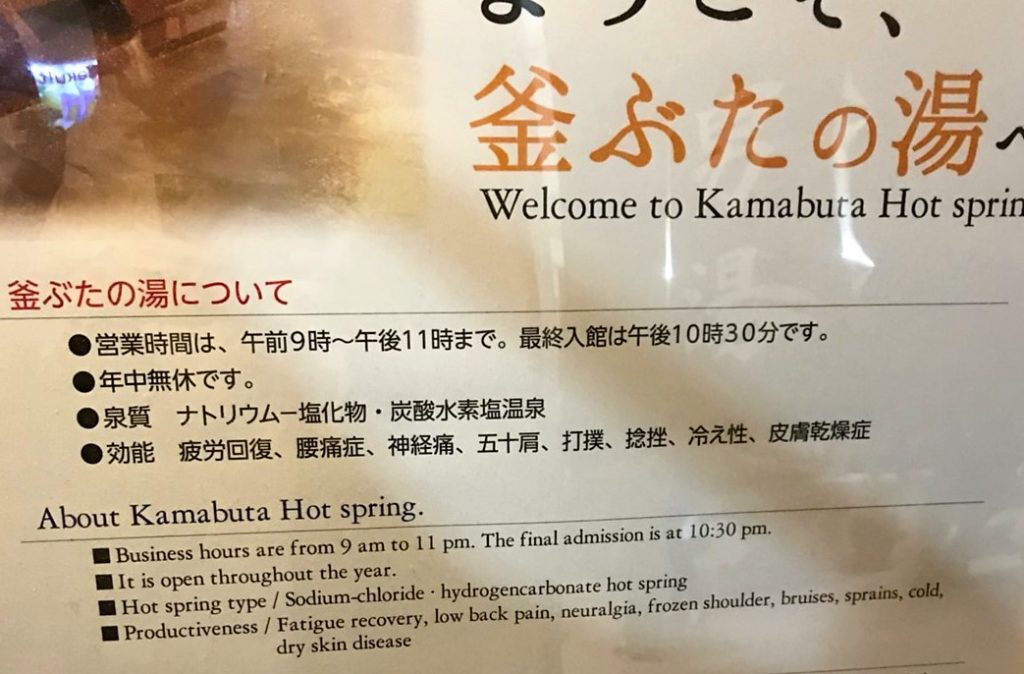 ようこそ、
釜ぶたの湯へ
Welcome to Kamabuta Hot sprin
釜ぶたの湯について
●営業時間は、午前9時～午後11時まで。最終入館は午後10時30分です。
●年中無休です。
●泉質　ナトリウムー塩化物・炭酸水素塩温泉
●効能　疲労回復、腰痛症、神経痛、五十肩、打撲、捻挫、冷え性、皮膚乾燥症
About Kamabuta Hot spring.
■Business hours are from 9 am to 11 pm. The final admission is at 10:30 pm.
■It is open throughout the year.
■Hot spring type / Sodium-chloride · hydrogencarbonate hot spring
■Productiveness / Fatigue recovery, low back pain, neuralgia, frozen shoulder, bruises, sprains, cold,
dry skin disease